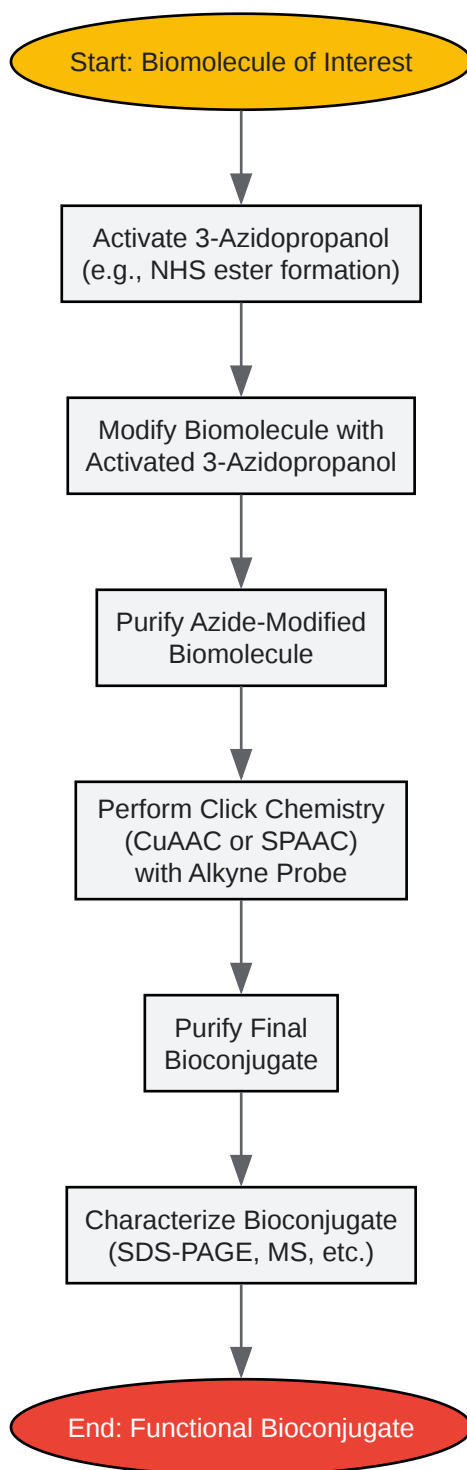 Start: Biomolecule of Interest
Activate 3-Azidopropanol
(e.g., NHS ester formation)
Modify Biomolecule with
Activated 3-Azidopropanol
Purify Azide-Modified
Biomolecule
Perform Click Chemistry
(CuAAC or SPAAC)
with Alkyne Probe
Purify Final
Bioconjugate
Characterize Bioconjugate
(SDS-PAGE, MS, etc.)
End: Functional Bioconjugate